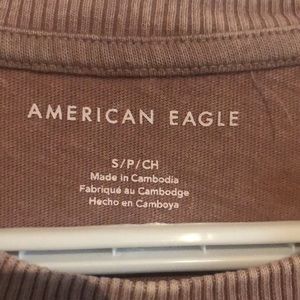 AMERICAN EAGLE
S/P/CH
Made in Cambodia
Fabriqué au Cambodge
Hecho en Camboya